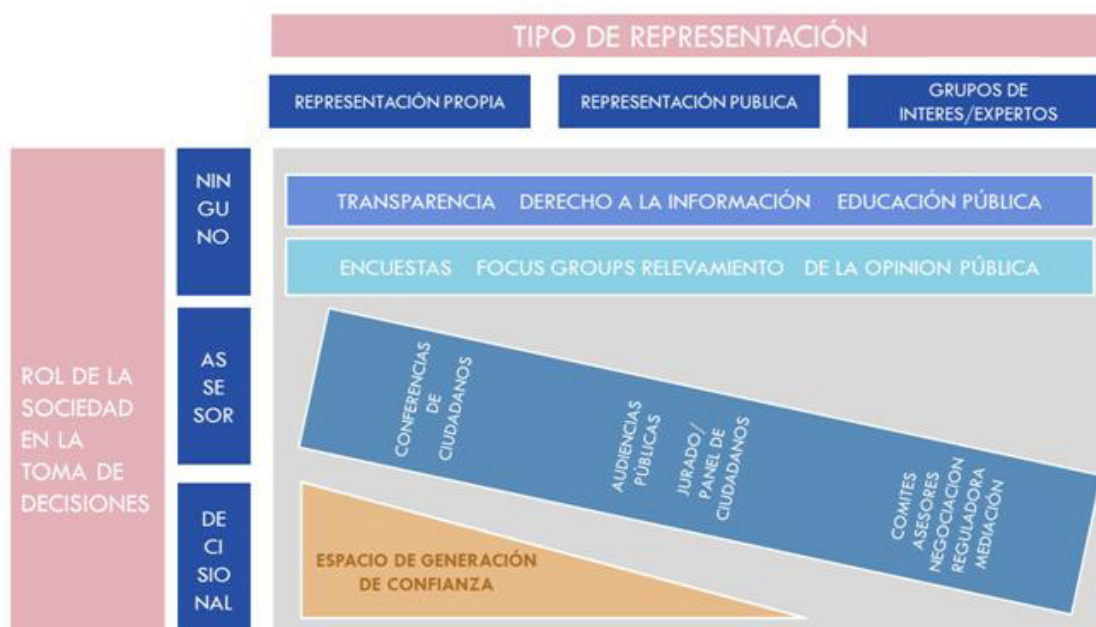 TIPO DE REPRESENTACIÓN
REPRESENTACIÓN PROPIA
REPRESENTACIÓN PUBLICA
GRUPOS DE
INTERES/EXPERTOS
ROL DE LA
SOCIEDAD
EN LA
TOMA DE
DECISIONES
NIN
GU
NO
TRANSPARENCIA DERECHO A LA INFORMACIÓN EDUCACIÓN PÚBLICA
ENCUESTAS FOCUS GROUPS RELEVAMIENTO DE LA OPINION PÚBLICA
AS
SE
SOR
CONFERENCIAS
DE
CIUDADANOS
AUDIENCIAS
PÚBLICAS
JURADO/
PANEL DE
CIUDADANOS
COMITES
ASESORES
NEGOCIACION
REGULADORA
MEDIACIÓN
DE
CI
SIO
NAL
ESPACIO DE GENERACIÓN
DE CONFIANZA